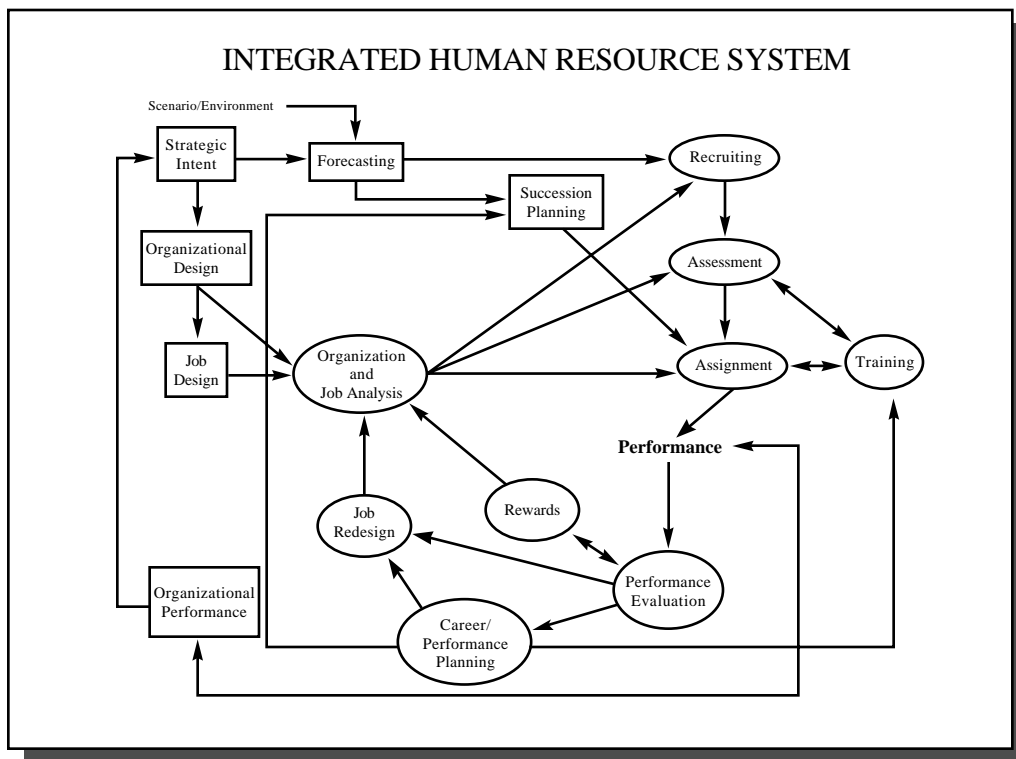 INTEGRATED HUMAN RESOURCE SYSTEM
Scenario/Environment
Strategic
Intent
Forecasting
Recruiting
Succession
Planning
Organizational
Design
Assessment
Job
Design
Organization
and
Job Analysis
Assignment
Training
Performance
Job
Redesign
Rewards
Organizational
Performance
Performance
Evaluation
Career/
Performance
Planning